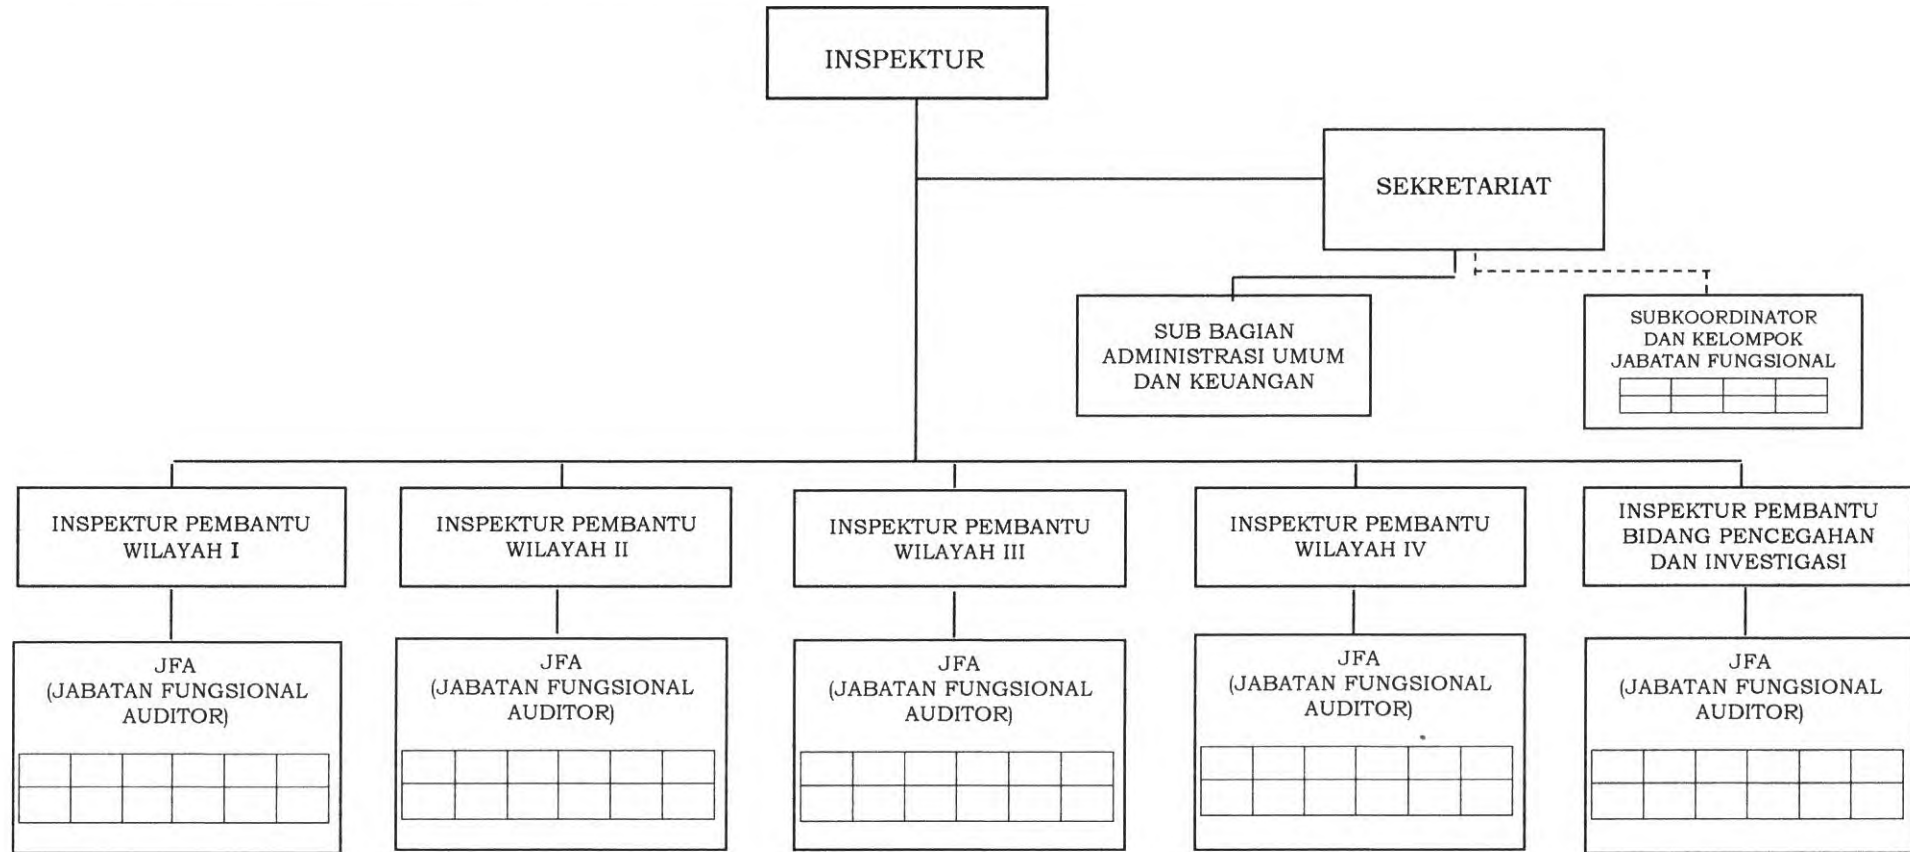 INSPEKTUR
SEKRETARIAT
SUB BAGIAN
ADMINISTRASI UMUM
DAN KEUANGAN
SUBKOORDINATOR
DAN KELOMPOK
JABATAN FUNGSIONAL
INSPEKTUR PEMBANTU
WILAYAH I
INSPEKTUR PEMBANTU
WILAYAH II
INSPEKTUR PEMBANTU
WILAYAH III
INSPEKTUR PEMBANTU
WILAYAH IV
INSPEKTUR PEMBANTU
BIDANG PENCEGAHAN
DAN INVESTIGASI
JFA
(JABATAN FUNGSIONAL
AUDITOR)
JFA
(JABATAN FUNGSIONAL
AUDITOR)
JFA
(JABATAN FUNGSIONAL
AUDITOR)
JFA
(JABATAN FUNGSIONAL
AUDITOR)
JFA
(JABATAN FUNGSIONAL
AUDITOR)